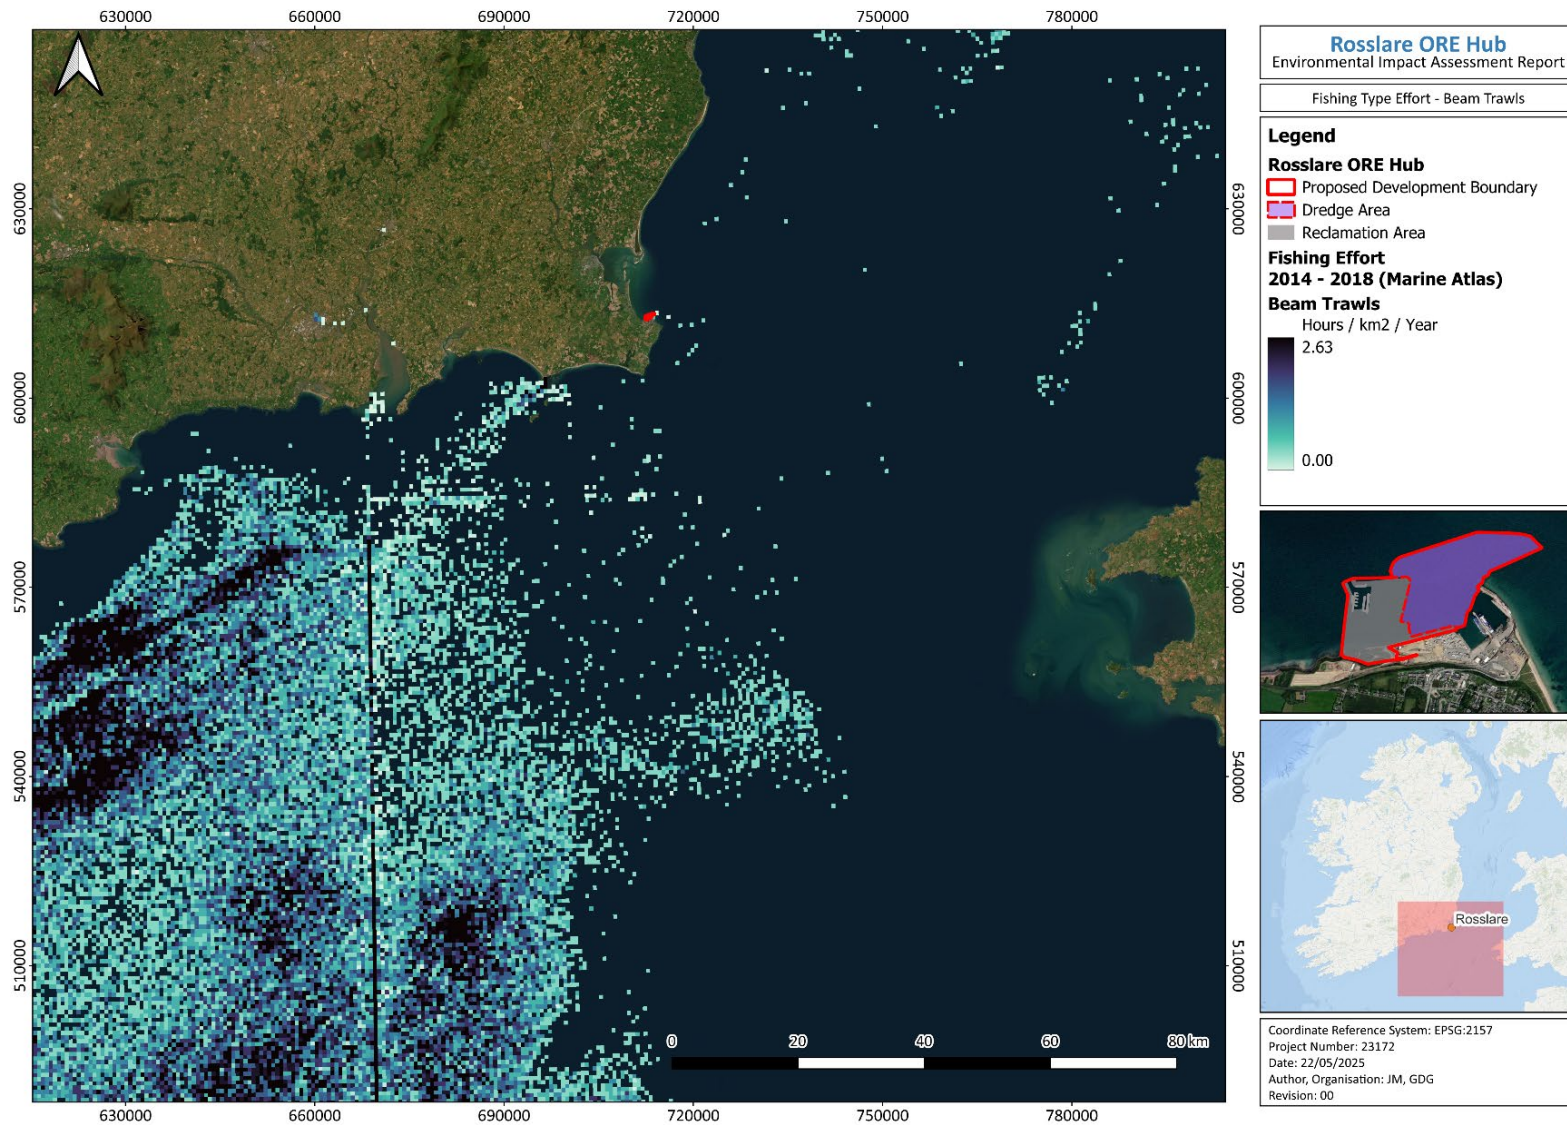 630000
660000
690000
720000
750000
780000
630000
600000
570000
540000
510000
630000
600000
570000
540000
510000
0
20
40
60
80 km
630000
660000
690000
720000
750000
780000
Rosslare ORE Hub
Environmental Impact Assessment Report
Fishing Type Effort - Beam Trawls
Legend
Rosslare ORE Hub
Proposed Development Boundary
Dredge Area
Reclamation Area
Fishing Effort
2014 - 2018 (Marine Atlas)
Beam Trawls
Hours / km2 / Year
2.63
0.00
Rosslare
Coordinate Reference System: EPSG:2157
Project Number: 23172
Date: 22/05/2025
Author, Organisation: JM, GDG
Revision: 00